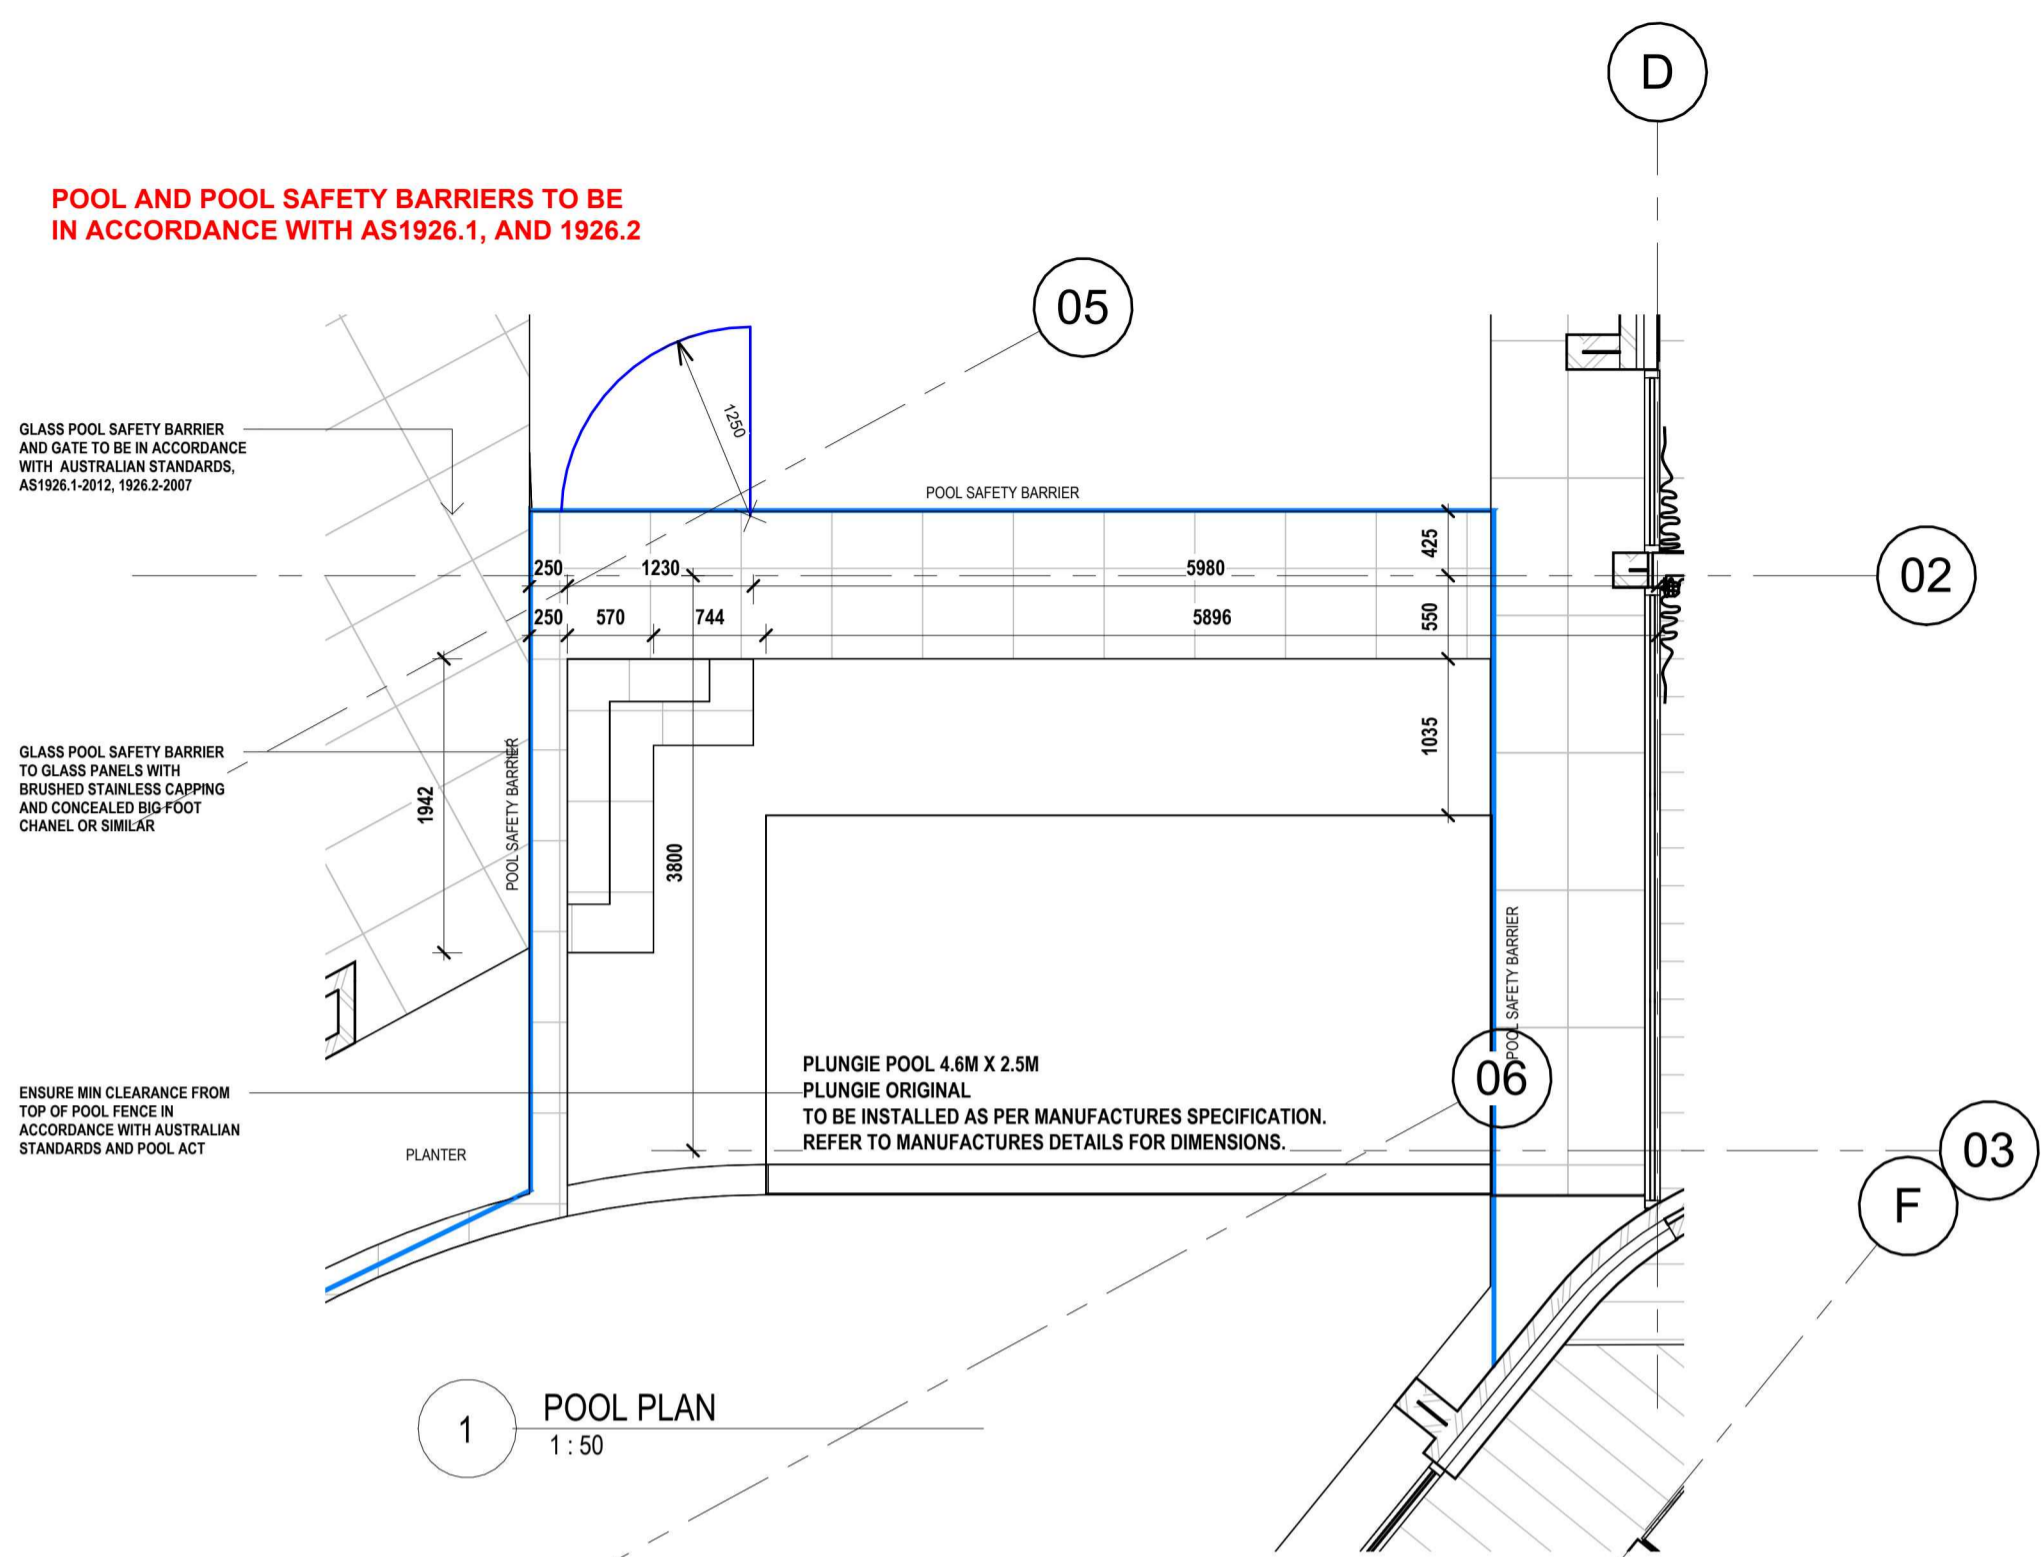 D
POOL AND POOL SAFETY BARRIERS TO BE
IN ACCORDANCE WITH AS1926.1, AND 1926.2
05
1250
GLASS POOL SAFETY BARRIER
AND GATE TO BE IN ACCORDANCE
WITH AUSTRALIAN STANDARDS,
AS1926.1-2012, 1926.2-2007
POOL SAFETY BARRIER
425
250
1230
5980
02
250
570
744
5896
550
1035
GLASS POOL SAFETY BARRIER
TO GLASS PANELS WITH
BRUSHED STAINLESS CAPPING
AND CONCEALED BIG FOOT
CHANEL OR SIMILAR
1942
POOL SAFETY BARRIER
3800
POOL SAFETY BARRIER
PLUNGIE POOL 4.6M X 2.5M
PLUNGIE ORIGINAL
TO BE INSTALLED AS PER MANUFACTURES SPECIFICATION.
REFER TO MANUFACTURES DETAILS FOR DIMENSIONS.
06
ENSURE MIN CLEARANCE FROM
TOP OF POOL FENCE IN
ACCORDANCE WITH AUSTRALIAN
STANDARDS AND POOL ACT
PLANTER
03
F
1
POOL PLAN
1 : 50